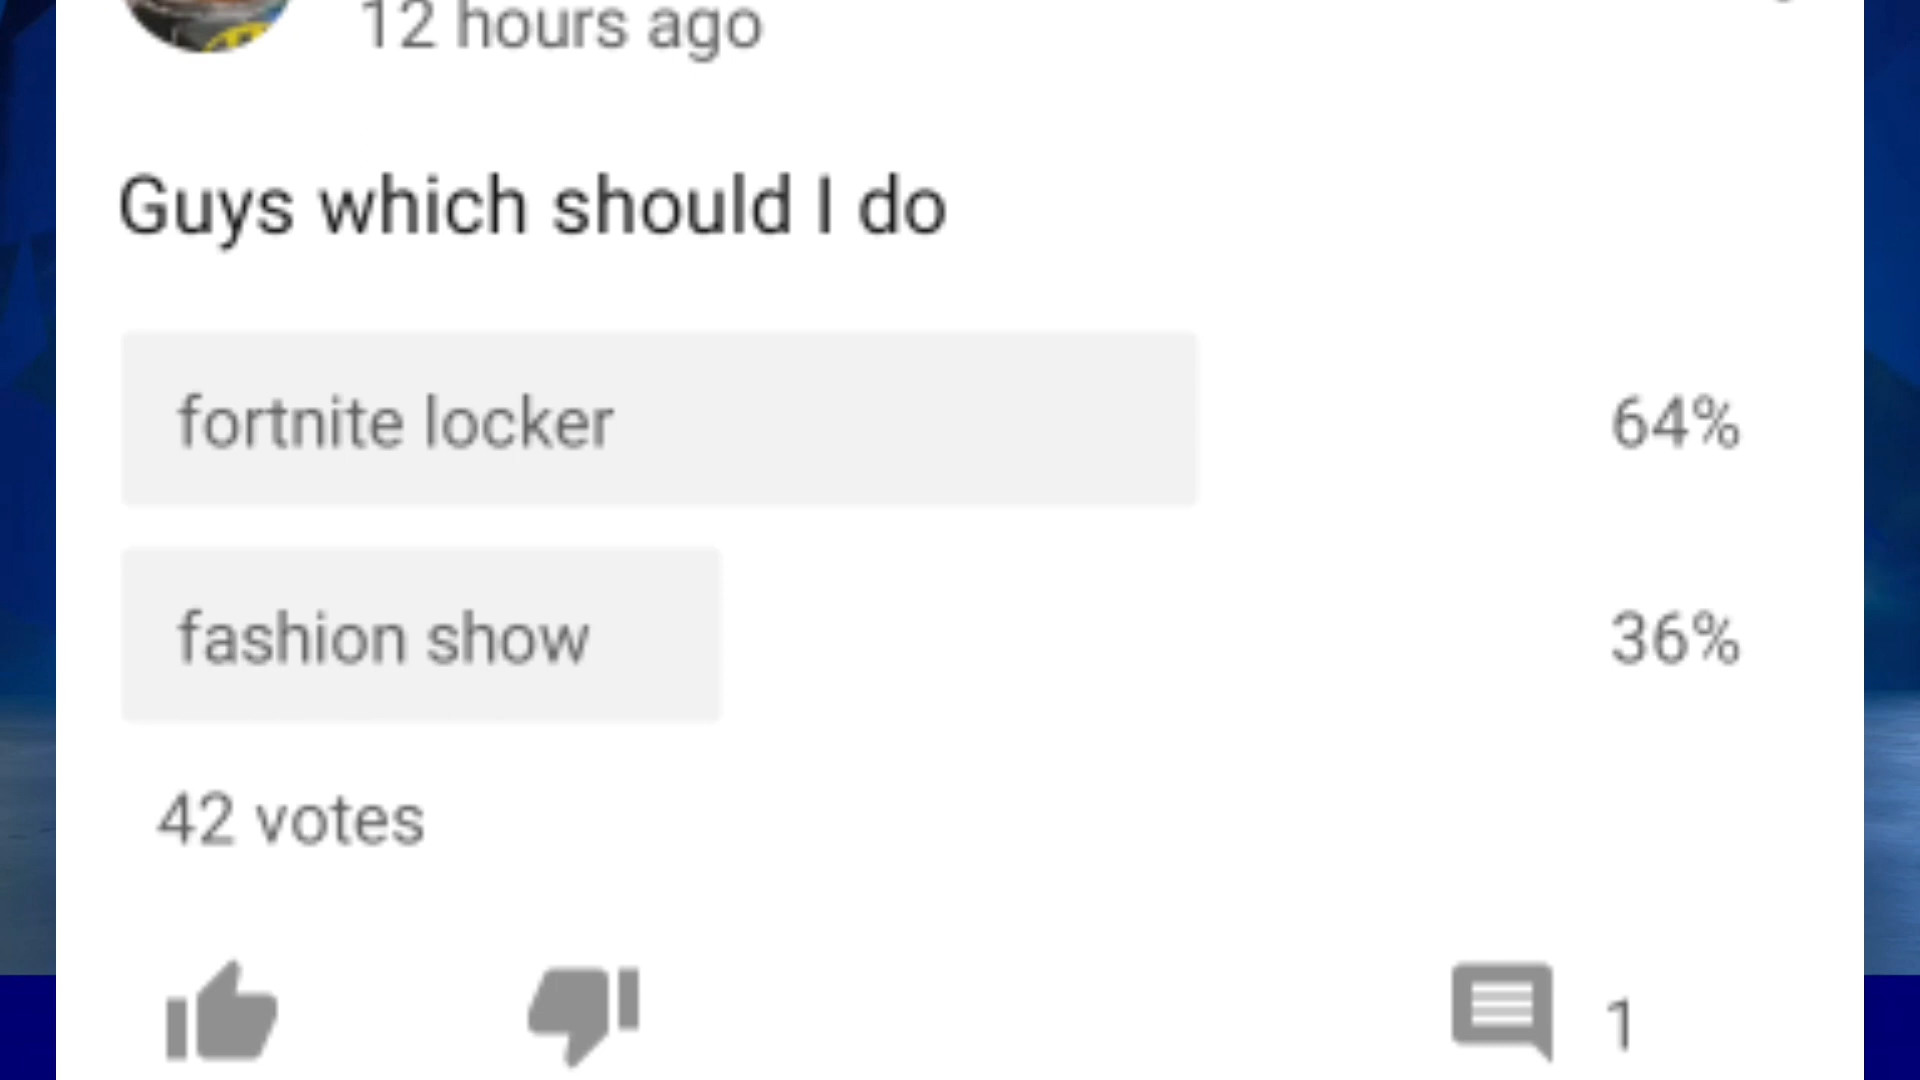 12 hours ago
Guys which should I do
fortnite locker 64%
fashion show 36%
42 votes
1